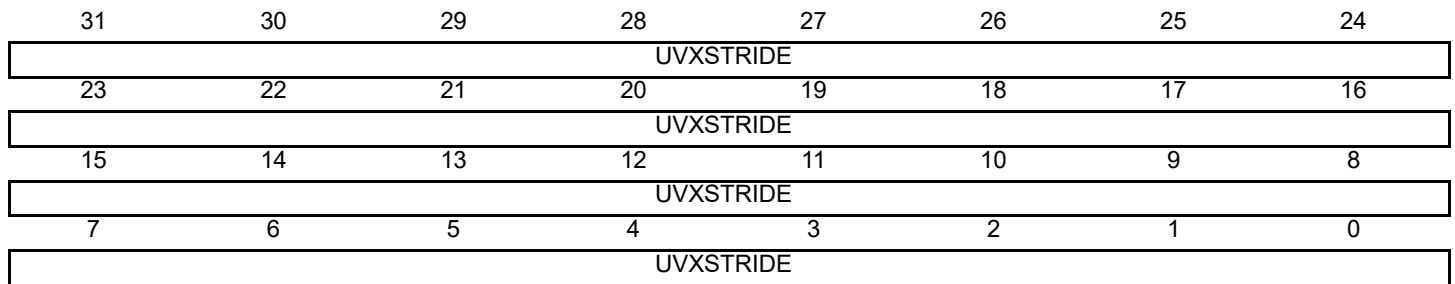 31 30 29 28 27 26 25 24
UVXSTRIDE
23 22 21 20 19 18 17 16
UVXSTRIDE
15 14 13 12 11 10 9 8
UVXSTRIDE
7 6 5 4 3 2 1 0
UVXSTRIDE